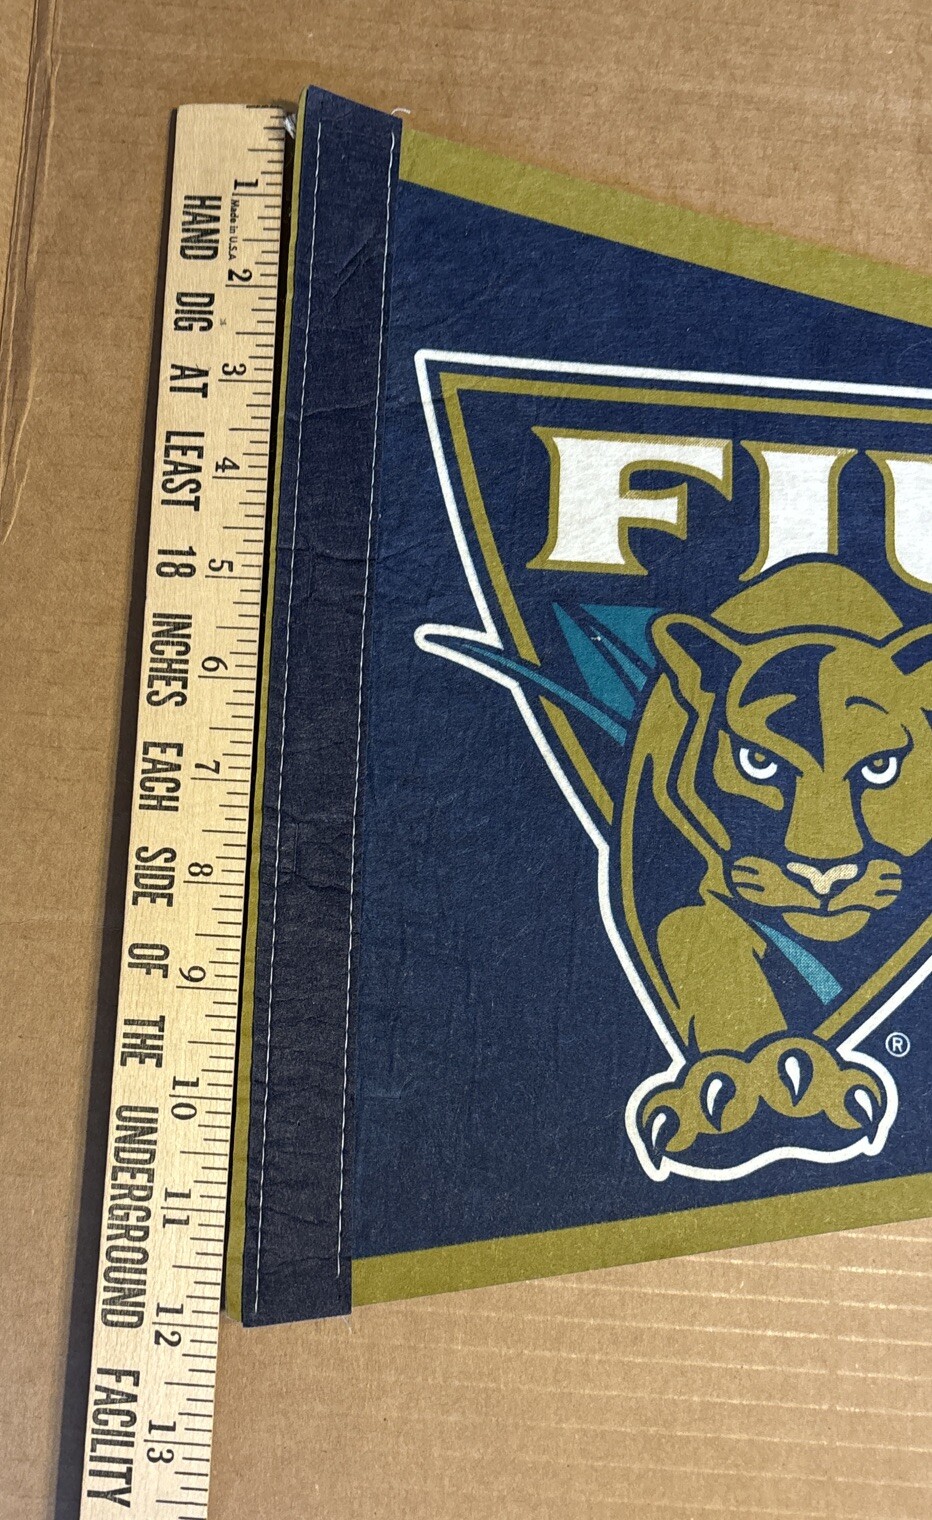 HAND DIG AT LEAST 18 INCHES EACH SIDE OF THE UNDERGROUND FACILITY
Made in U.S.A.
1 2 3 4 5 6 7 8 9 10 11 12 13
FIU
®